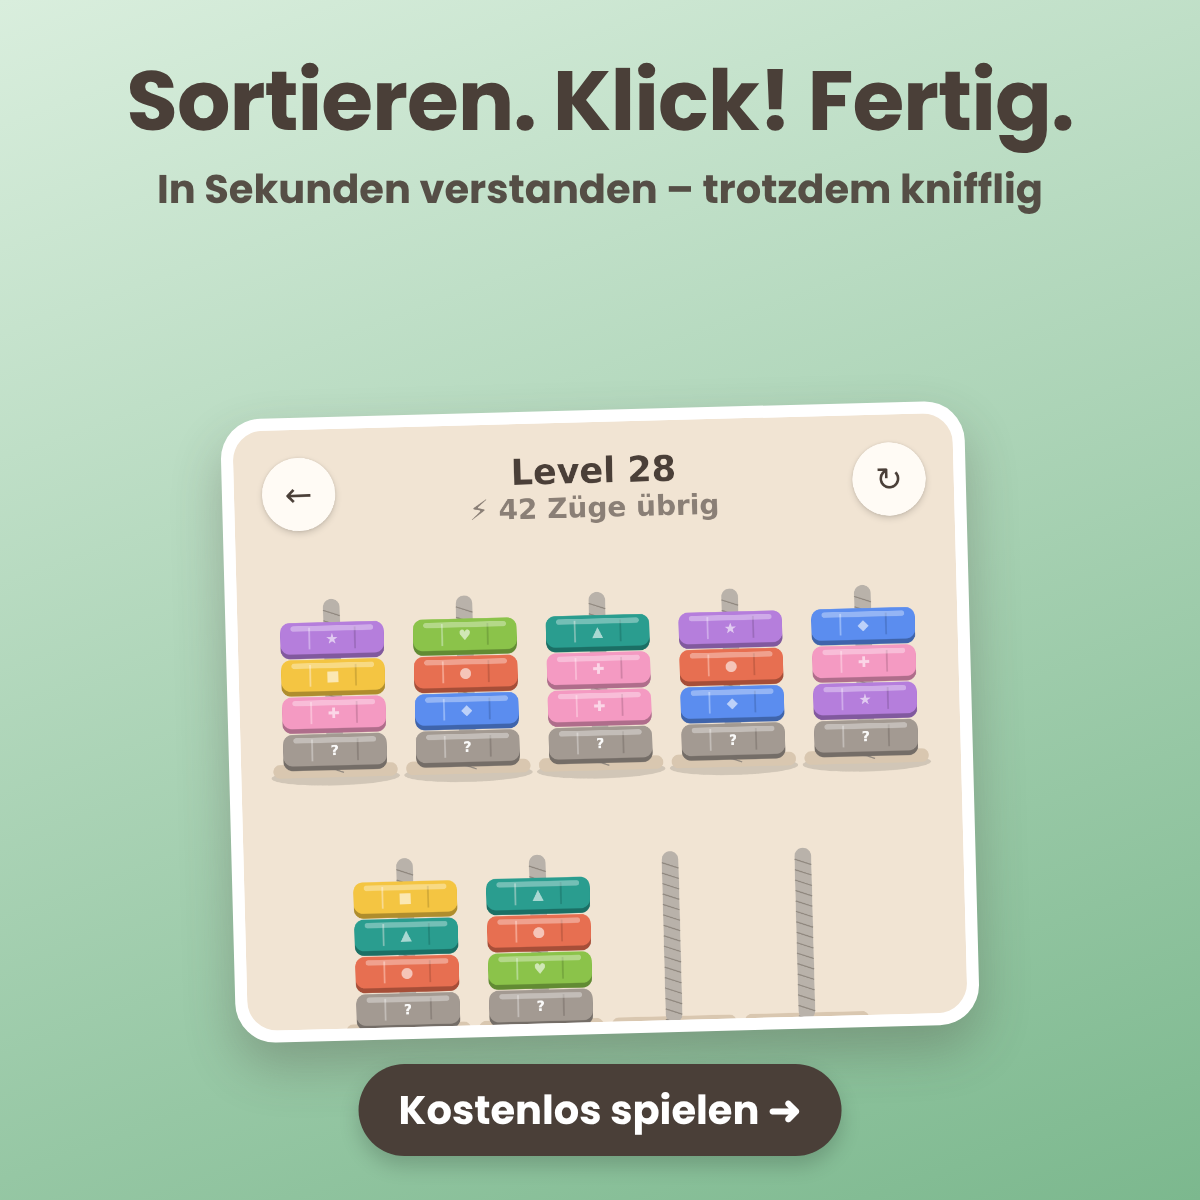 Sortieren. Klick! Fertig.
In Sekunden verstanden – trotzdem knifflig
←
Level 28
↻
⚡ 42 Züge übrig
? ? ? ? ?
? ?
Kostenlos spielen ➜